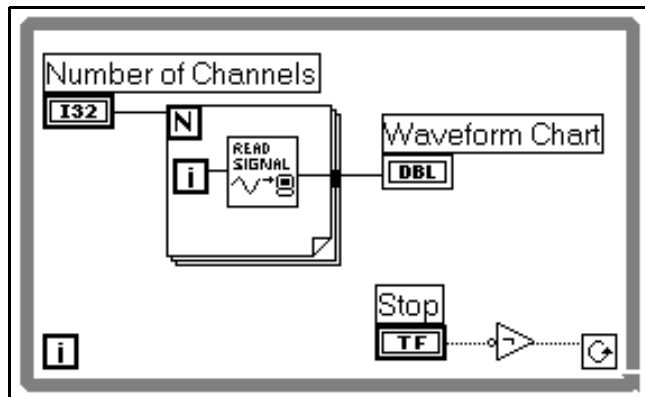 Number of Channels
I32
N
READ
SIGNAL
i
Waveform Chart
DBL
Stop
TF
i